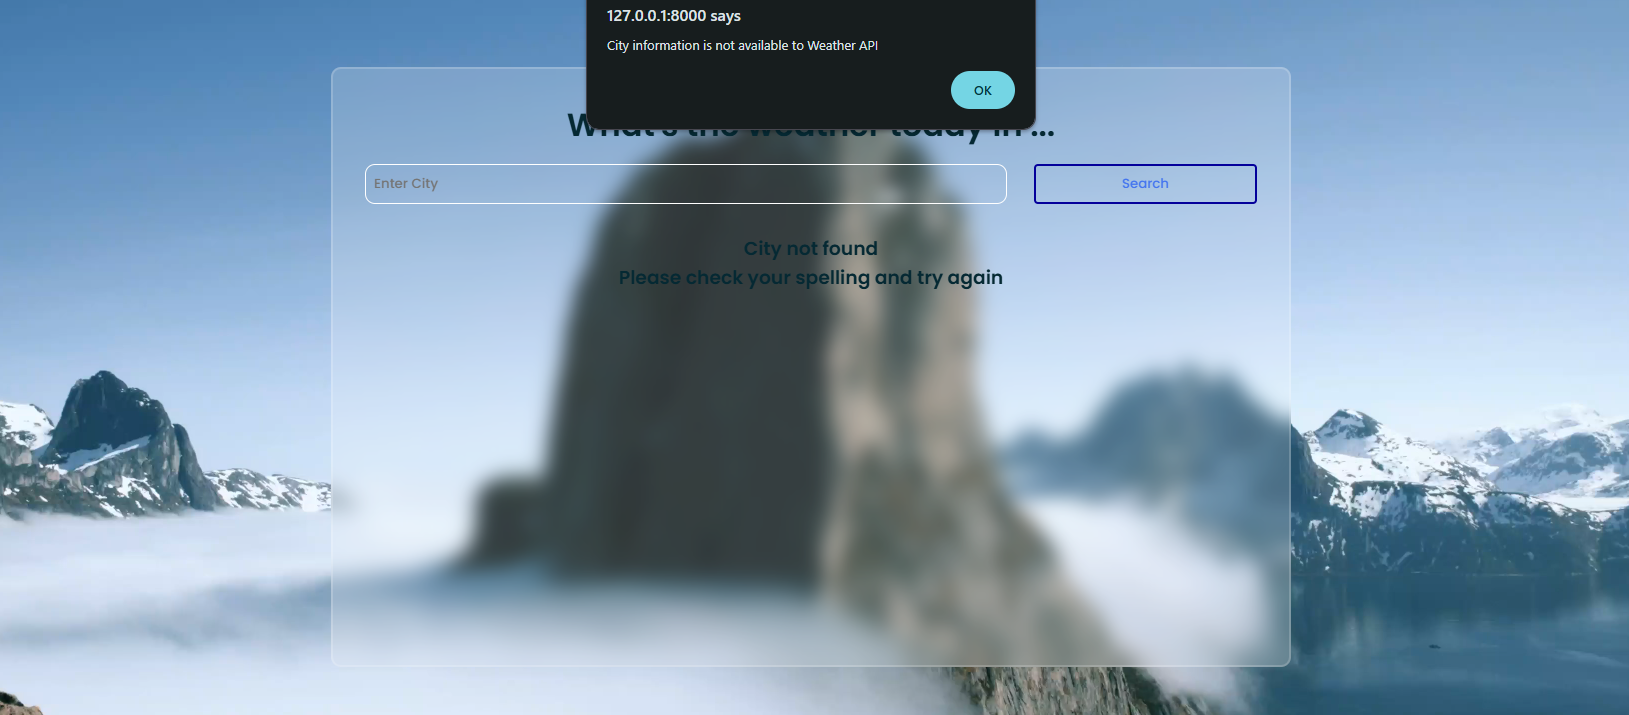 127.0.0.1:8000 says
City information is not available to Weather API
OK
What's the weather today in ...
Enter City
Search
City not found
Please check your spelling and try again